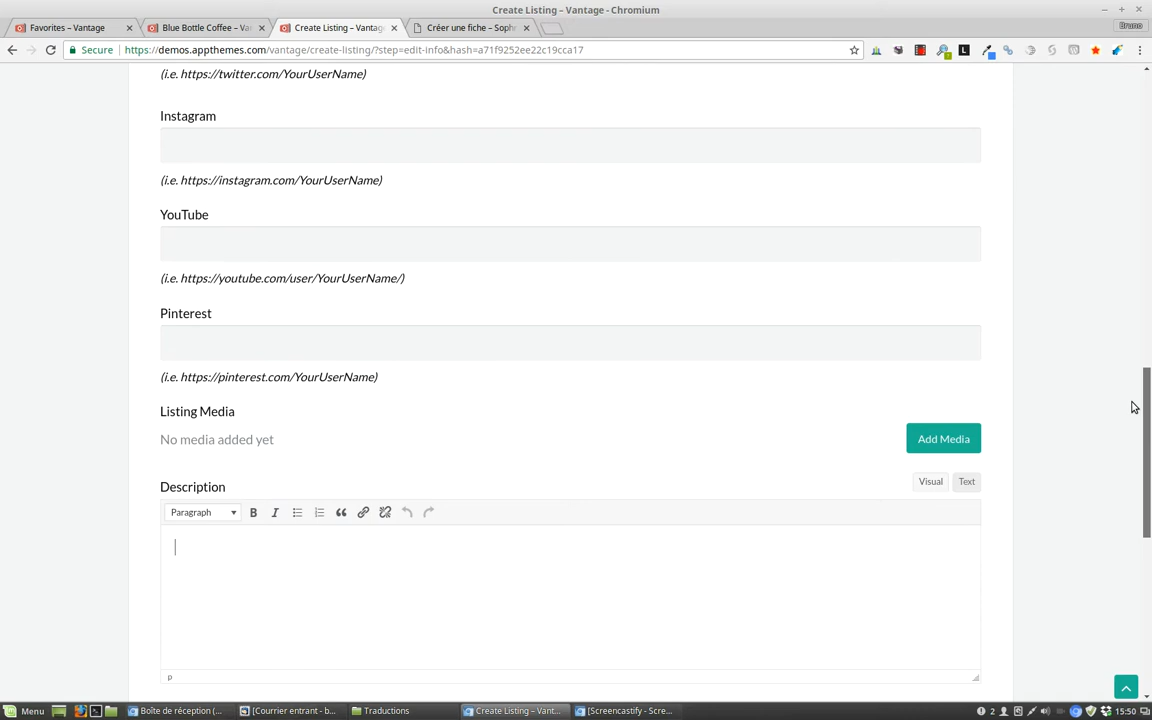 Create Listing – Vantage - Chromium
Favorites – Vantage
Blue Bottle Coffee – Va
Create Listing – Vantag
Créer une fiche – Sophr
Bruno
Secure
https://demos.appthemes.com/vantage/create-listing/?step=edit-info&hash=a71f9252ee22c19cca17
(i.e. https://twitter.com/YourUserName)
Instagram
(i.e. https://instagram.com/YourUserName)
YouTube
(i.e. https://youtube.com/user/YourUserName/)
Pinterest
(i.e. https://pinterest.com/YourUserName)
Listing Media
No media added yet
Add Media
Description
Visual
Text
Paragraph
B I
p
Menu
Boîte de réception (...
[Courrier entrant - b...
Traductions
Create Listing – Vant...
[Screencastify - Scre...
2
15:50